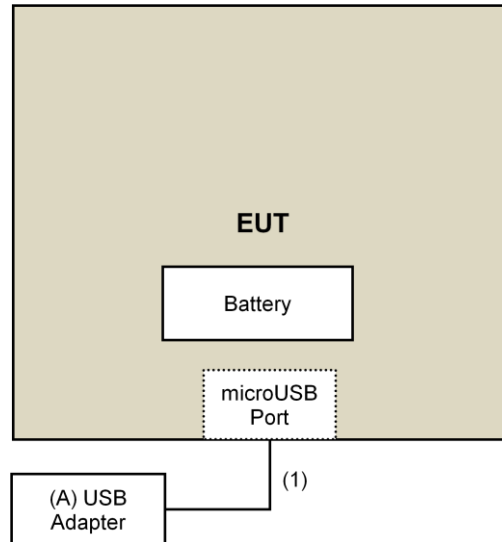 EUT
Battery
microUSB
Port
(1)
(A) USB
Adapter